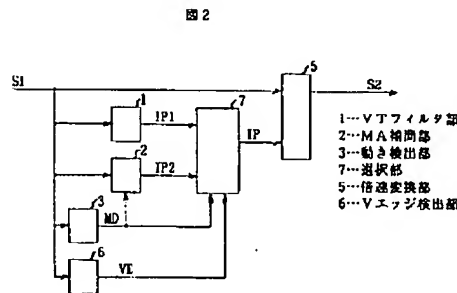 図2
S1
5
S2
1
IP1
7
IP
2
IP2
3
MD
6
VE
1…VTフィルタ部
2…MA補間部
3…動き検出部
7…選択部
5…倍速変換部
6…Vエッジ検出部